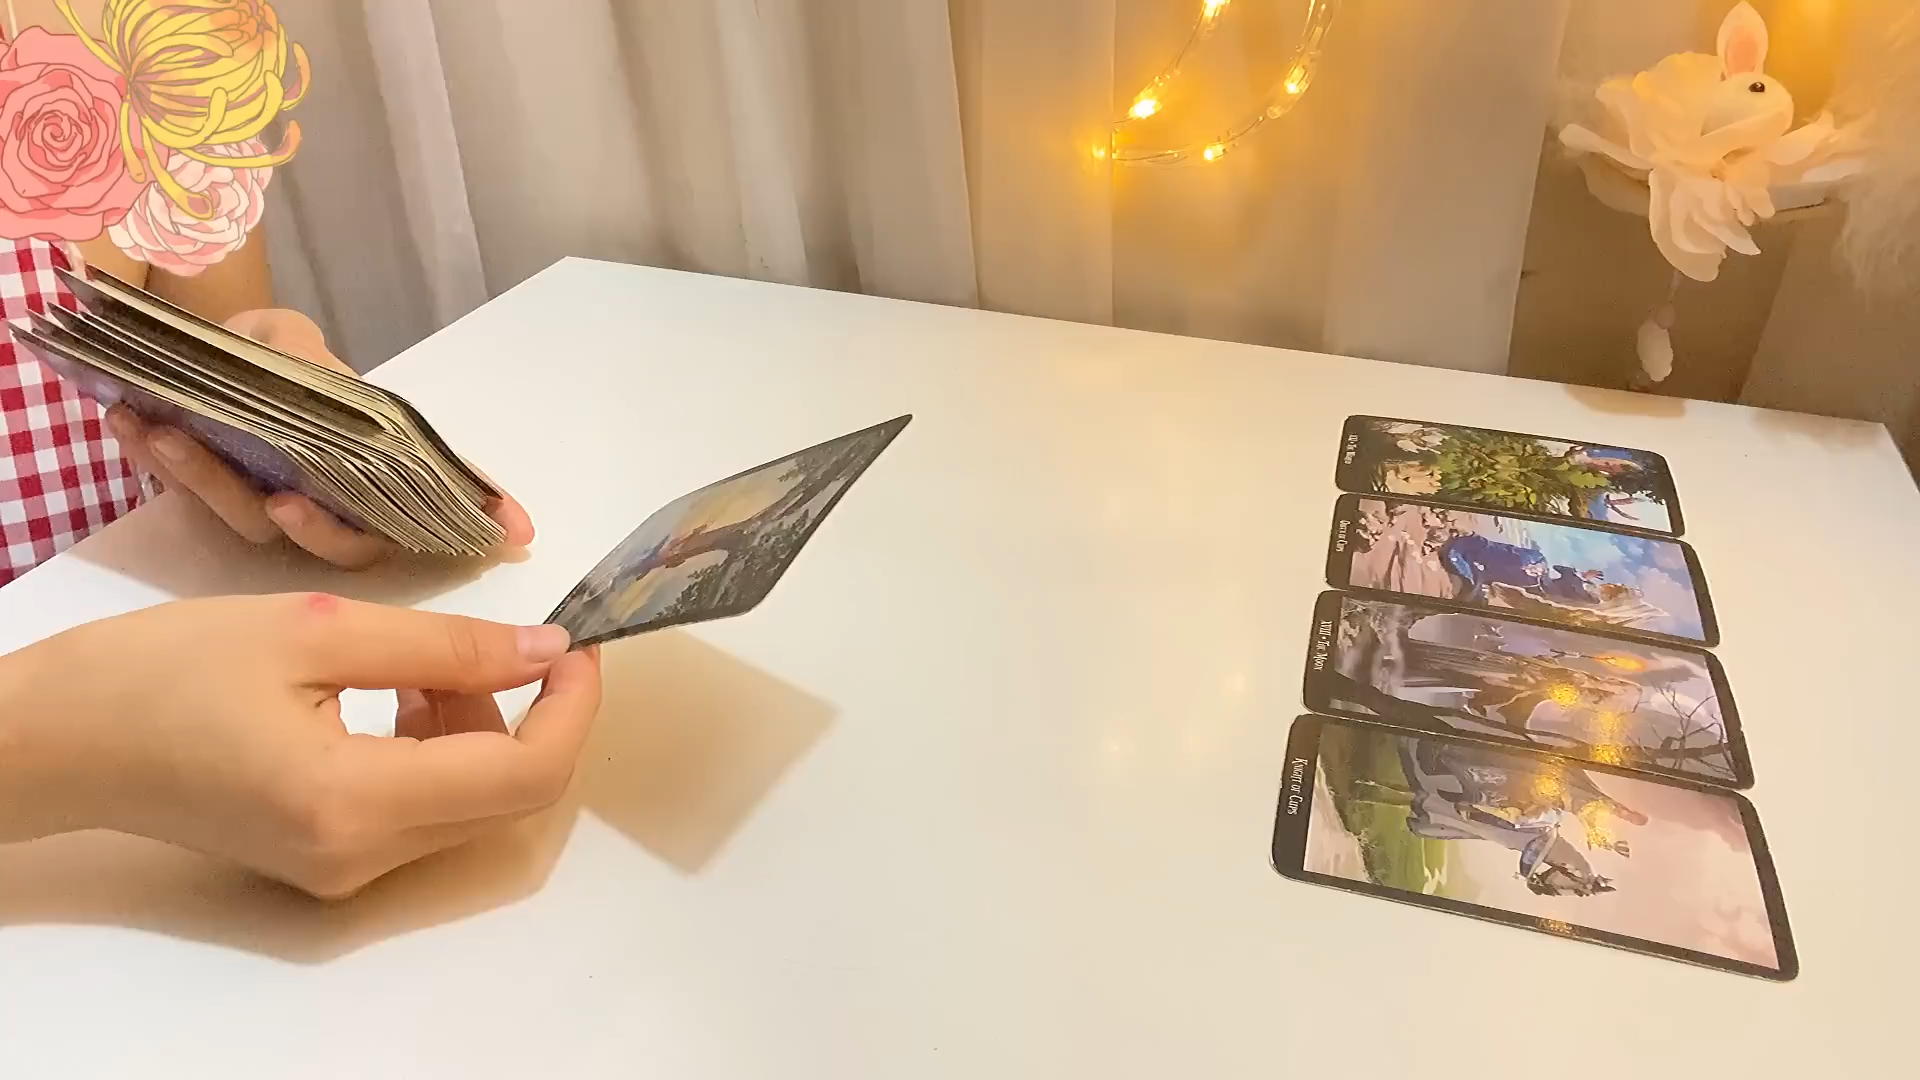 Queen of Cups
XVIII • The Moon
Knight of Cups